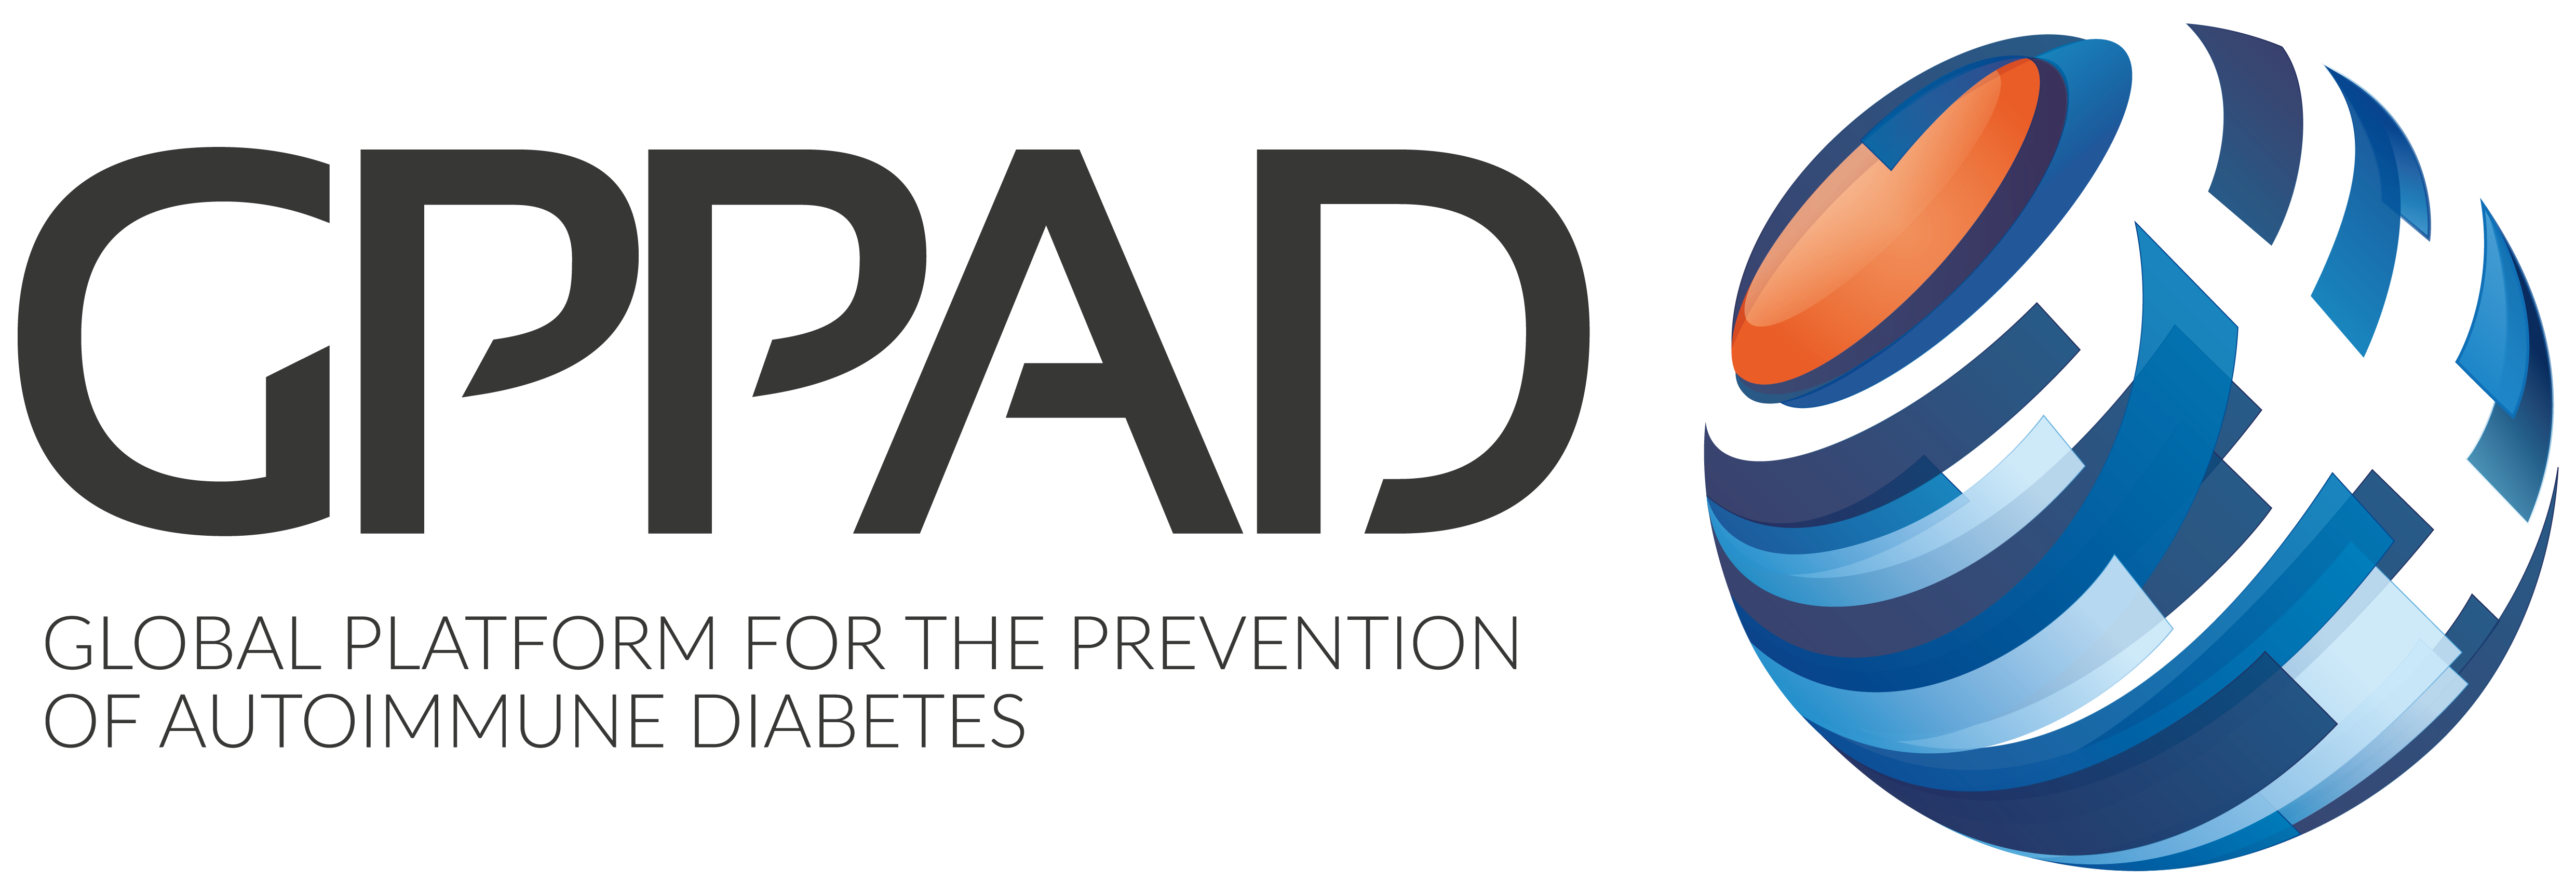 GPPAD
GLOBAL PLATFORM FOR THE PREVENTION
OF AUTOIMMUNE DIABETES